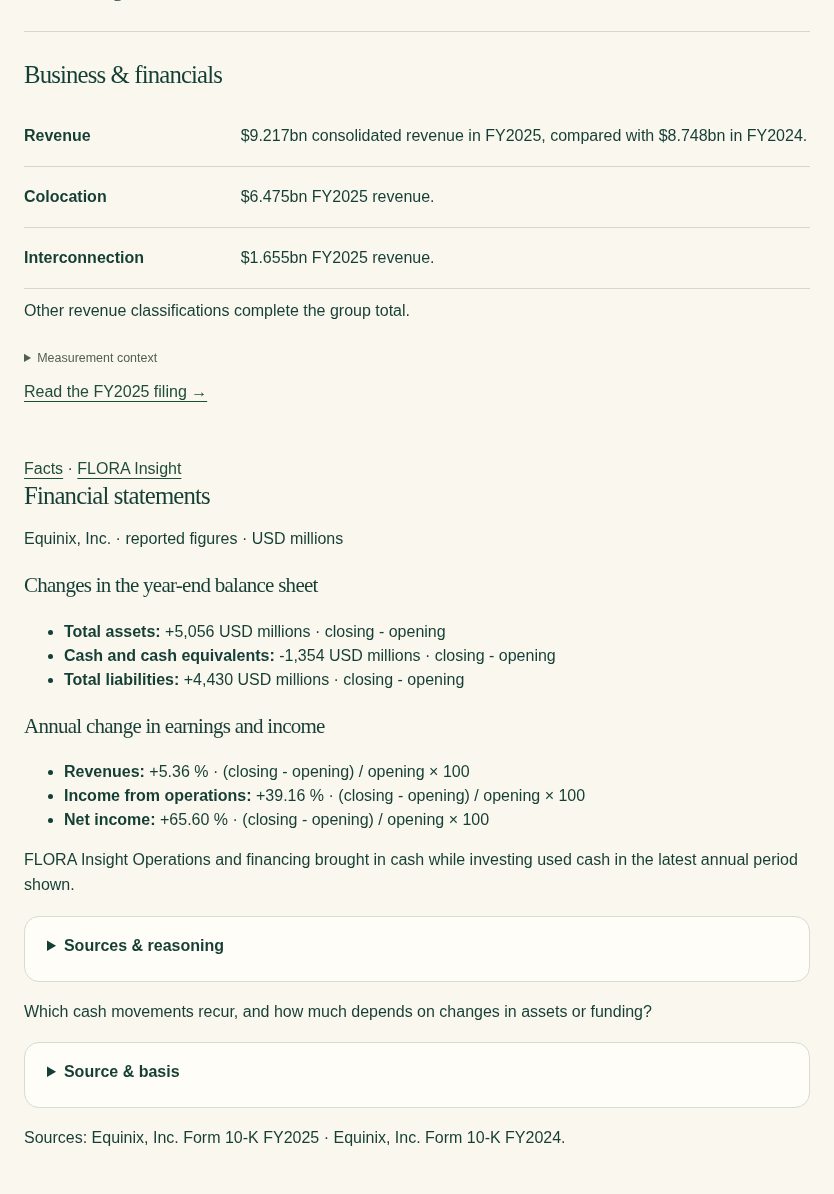 Business & financials
Revenue $9.217bn consolidated revenue in FY2025, compared with $8.748bn in FY2024.
Colocation $6.475bn FY2025 revenue.
Interconnection $1.655bn FY2025 revenue.
Other revenue classifications complete the group total.
▶ Measurement context
Read the FY2025 filing →
Facts · FLORA Insight
Financial statements
Equinix, Inc. · reported figures · USD millions
Changes in the year-end balance sheet
• Total assets: +5,056 USD millions · closing - opening
• Cash and cash equivalents: -1,354 USD millions · closing - opening
• Total liabilities: +4,430 USD millions · closing - opening
Annual change in earnings and income
• Revenues: +5.36 % · (closing - opening) / opening × 100
• Income from operations: +39.16 % · (closing - opening) / opening × 100
• Net income: +65.60 % · (closing - opening) / opening × 100
FLORA Insight Operations and financing brought in cash while investing used cash in the latest annual period
shown.
▶ Sources & reasoning
Which cash movements recur, and how much depends on changes in assets or funding?
▶ Source & basis
Sources: Equinix, Inc. Form 10-K FY2025 · Equinix, Inc. Form 10-K FY2024.